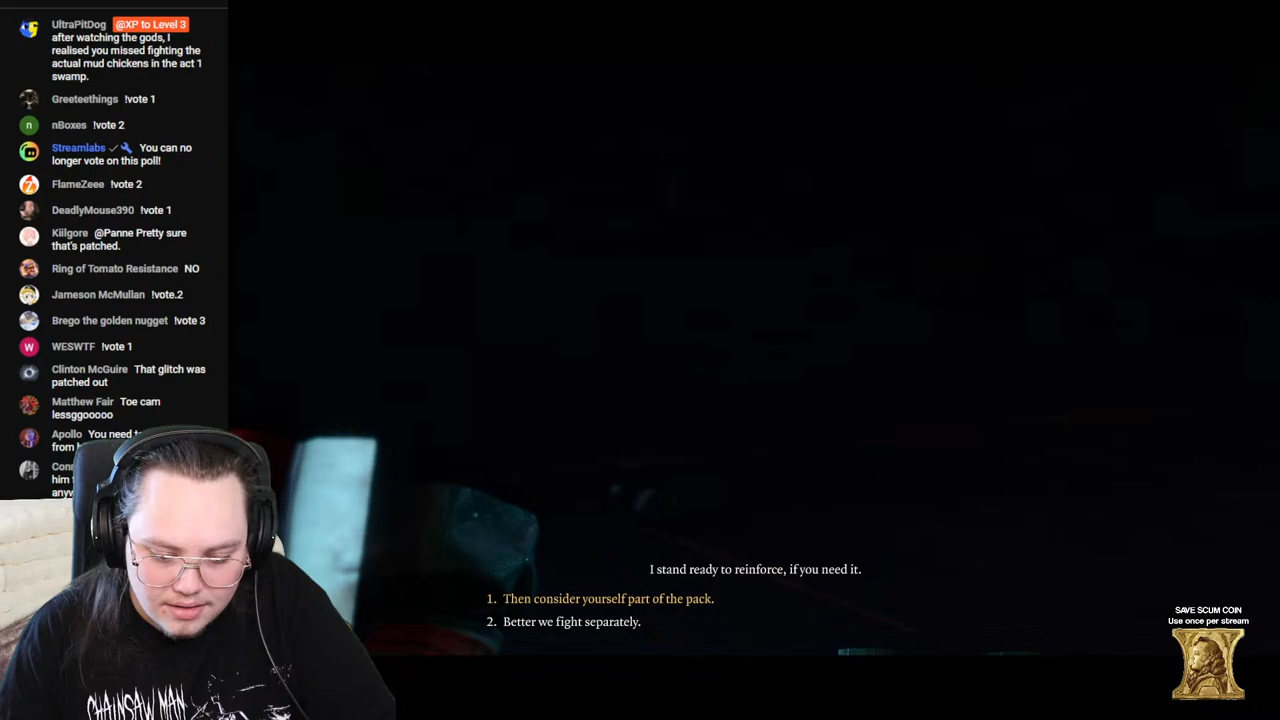 UltraPitDog @XP to Level 3
after watching the gods, I
realised you missed fighting the
actual mud chickens in the act 1
swamp.
Greeteethings !vote 1
n nBoxes !vote 2
Streamlabs You can no
longer vote on this poll!
FlameZeee !vote 2
DeadlyMouse390 !vote 1
Kiilgore @Panne Pretty sure
that's patched.
Ring of Tomato Resistance NO
Jameson McMullan !vote.2
Brego the golden nugget !vote 3
W WESWTF !vote 1
Clinton McGuire That glitch was
patched out
Matthew Fair Toe cam
lessggooooo
Apollo You need
from
him
CHAINSAW MAN
I stand ready to reinforce, if you need it.
1. Then consider yourself part of the pack.
2. Better we fight separately.
SAVE SCUM COIN
Use once per stream